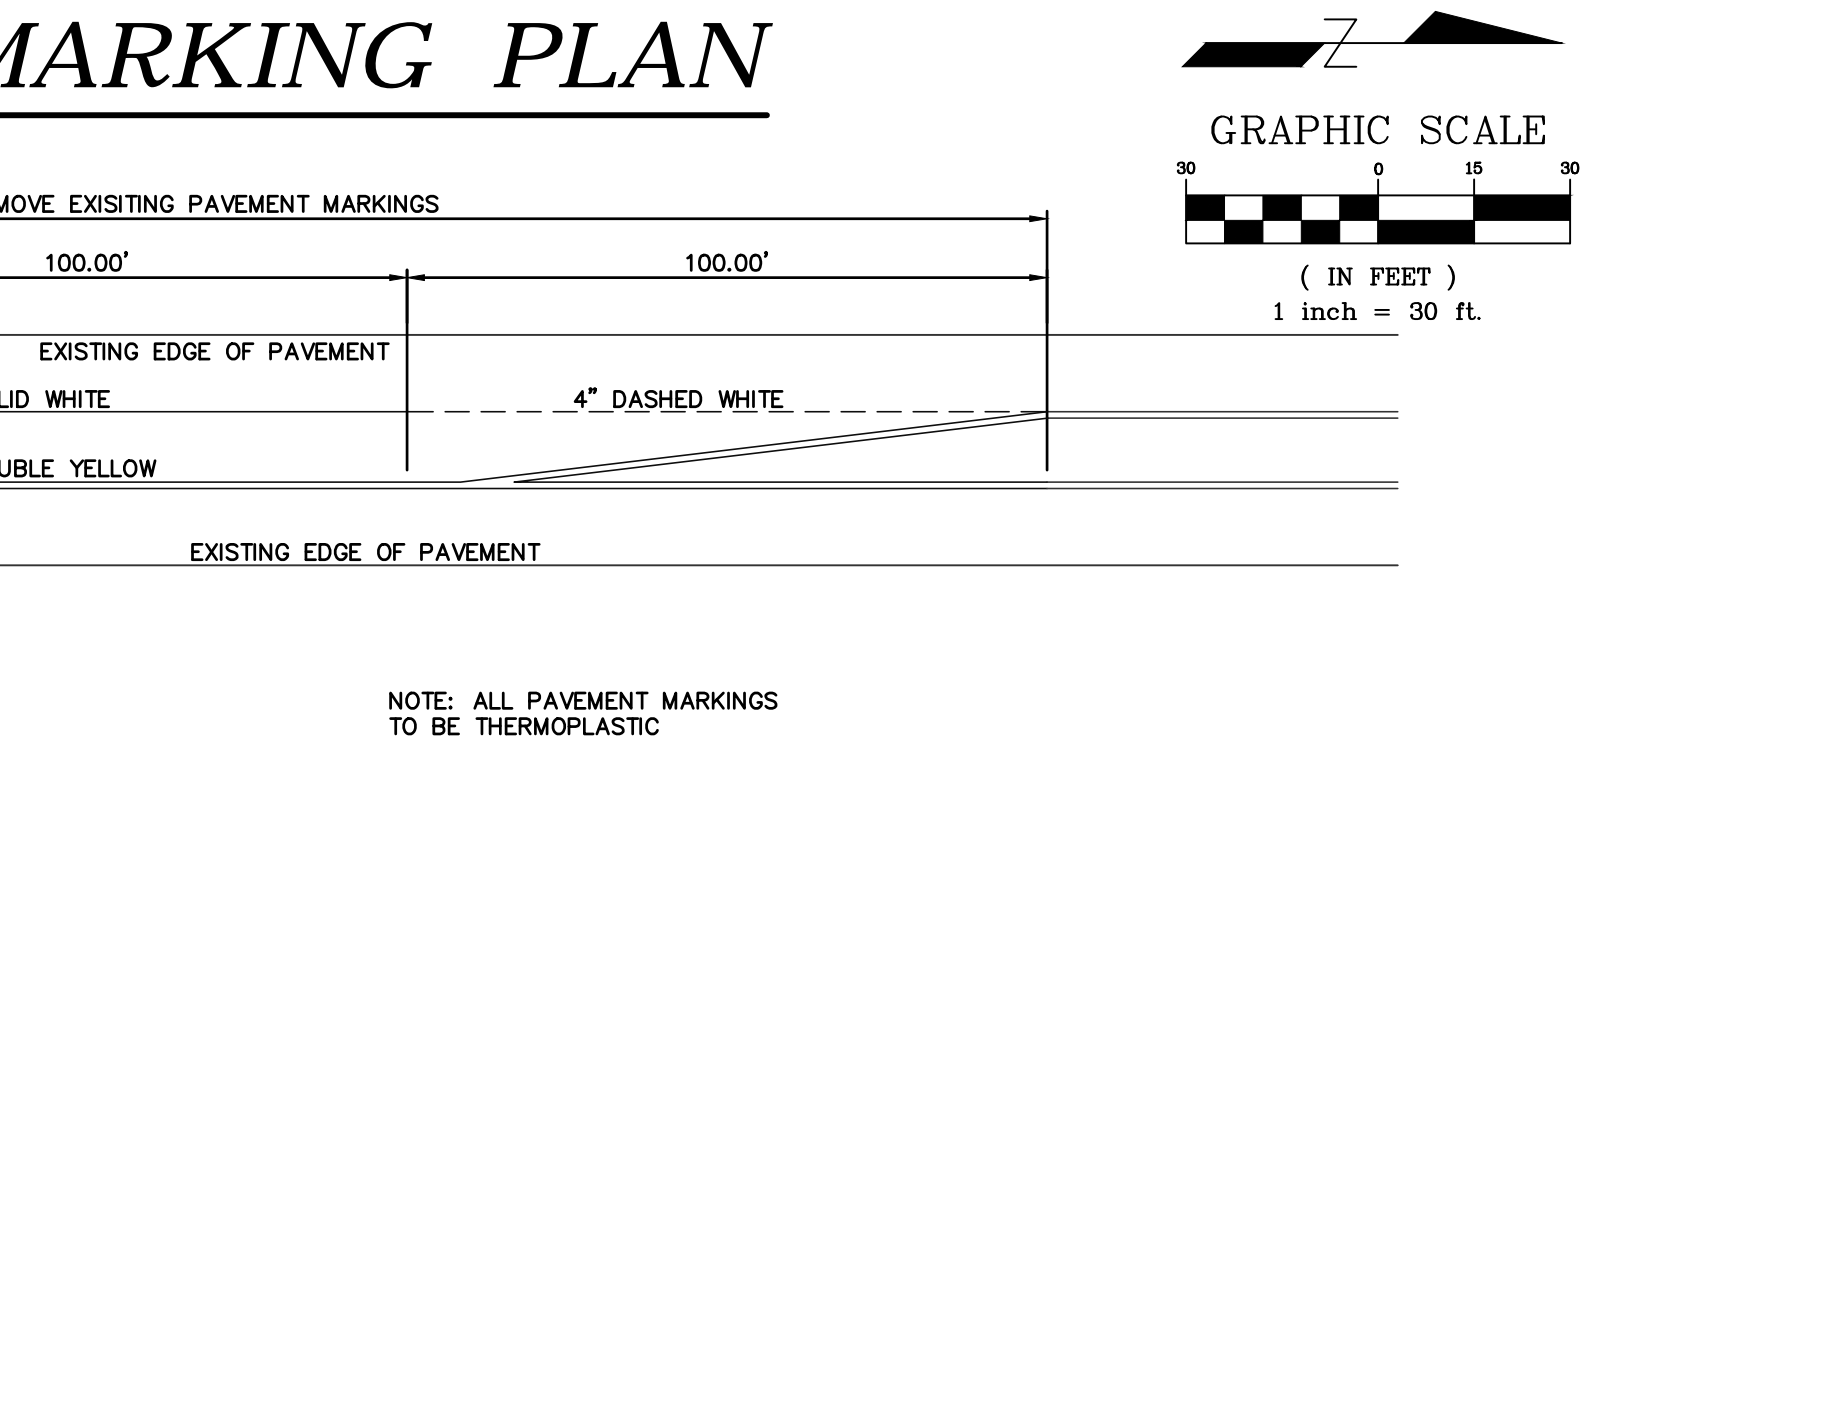 MARKING PLAN
GRAPHIC SCALE
30 0 15 30
MOVE EXISITING PAVEMENT MARKINGS
100.00' 100.00'
( IN FEET )
1 inch = 30 ft.
EXISTING EDGE OF PAVEMENT
LID WHITE 4" DASHED WHITE
UBLE YELLOW
EXISTING EDGE OF PAVEMENT
NOTE: ALL PAVEMENT MARKINGS
TO BE THERMOPLASTIC